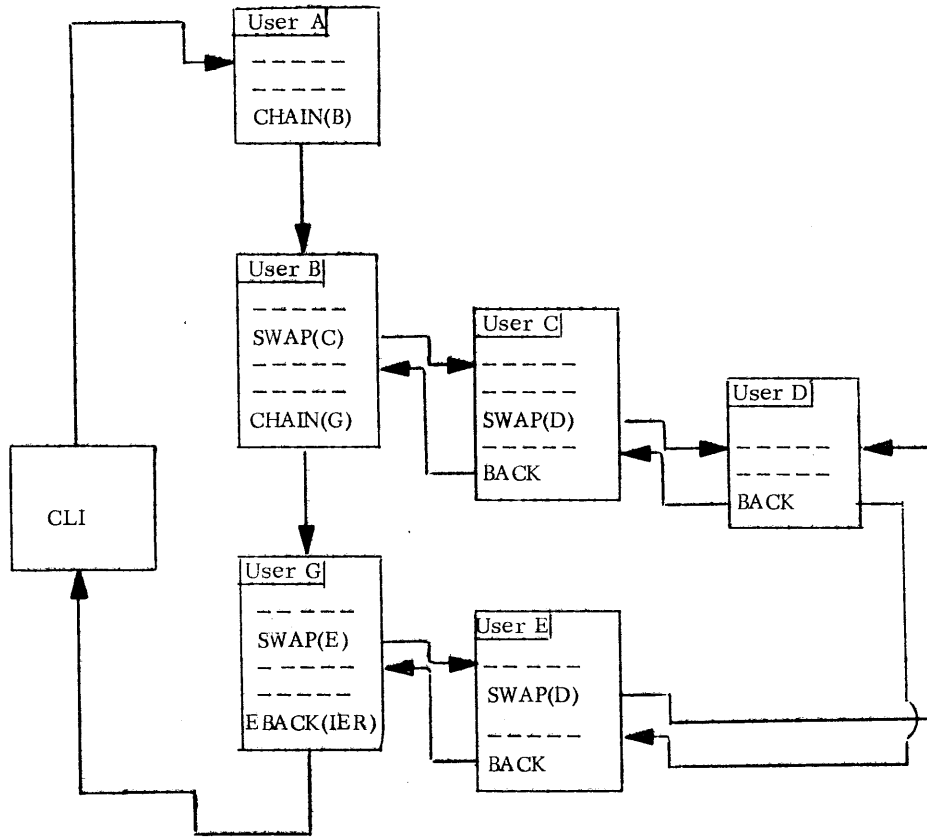 User A
CHAIN(B)
User B
SWAP(C)
CHAIN(G)
User C
SWAP(D)
BACK
User D
BACK
CLI
User G
SWAP(E)
EBACK(IER)
User E
SWAP(D)
BACK